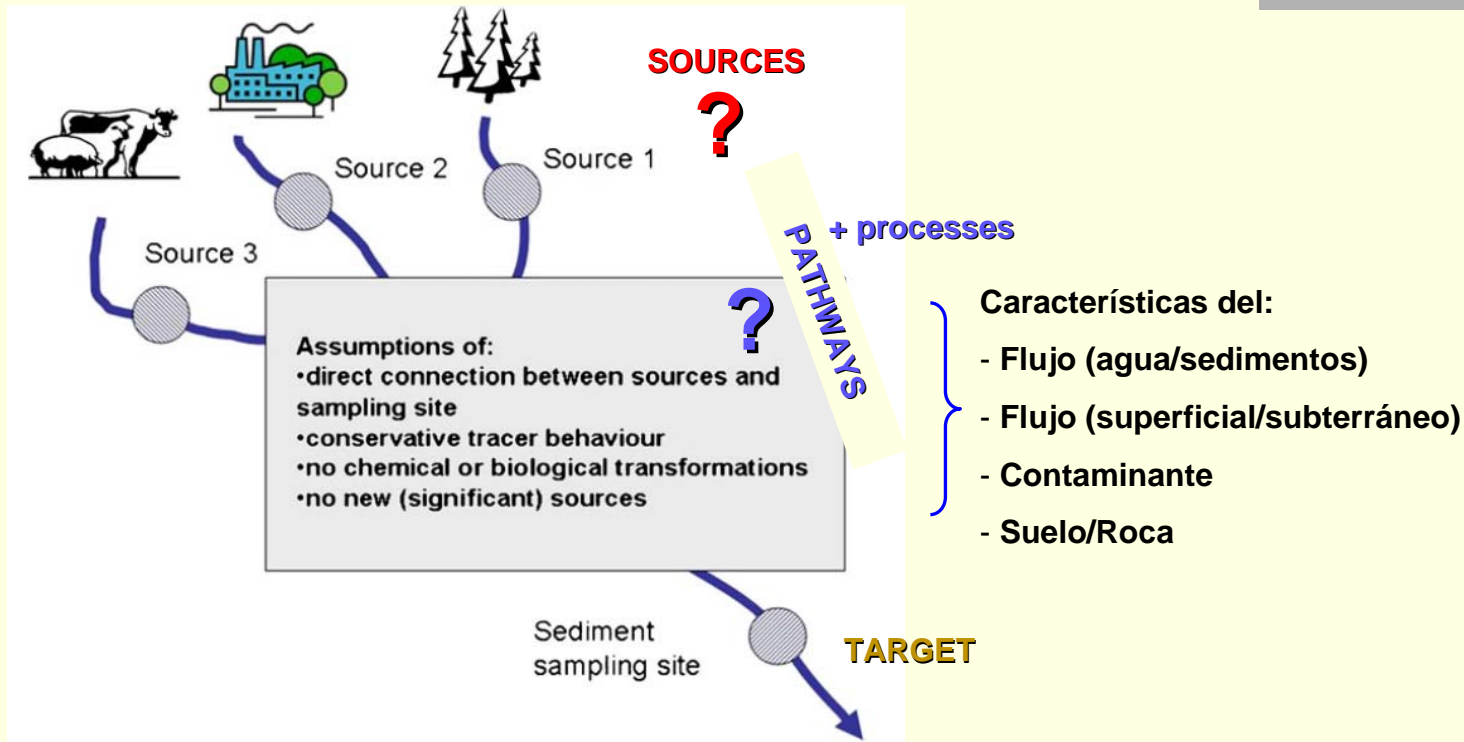 SOURCES
?
Source 1
Source 2
Source 3
+ processes
PATHWAYS
?
Assumptions of:
•direct connection between sources and
sampling site
•conservative tracer behaviour
•no chemical or biological transformations
•no new (significant) sources
Características del:
- Flujo (agua/sedimentos)
- Flujo (superficial/subterráneo)
- Contaminante
- Suelo/Roca
Sediment
sampling site
TARGET